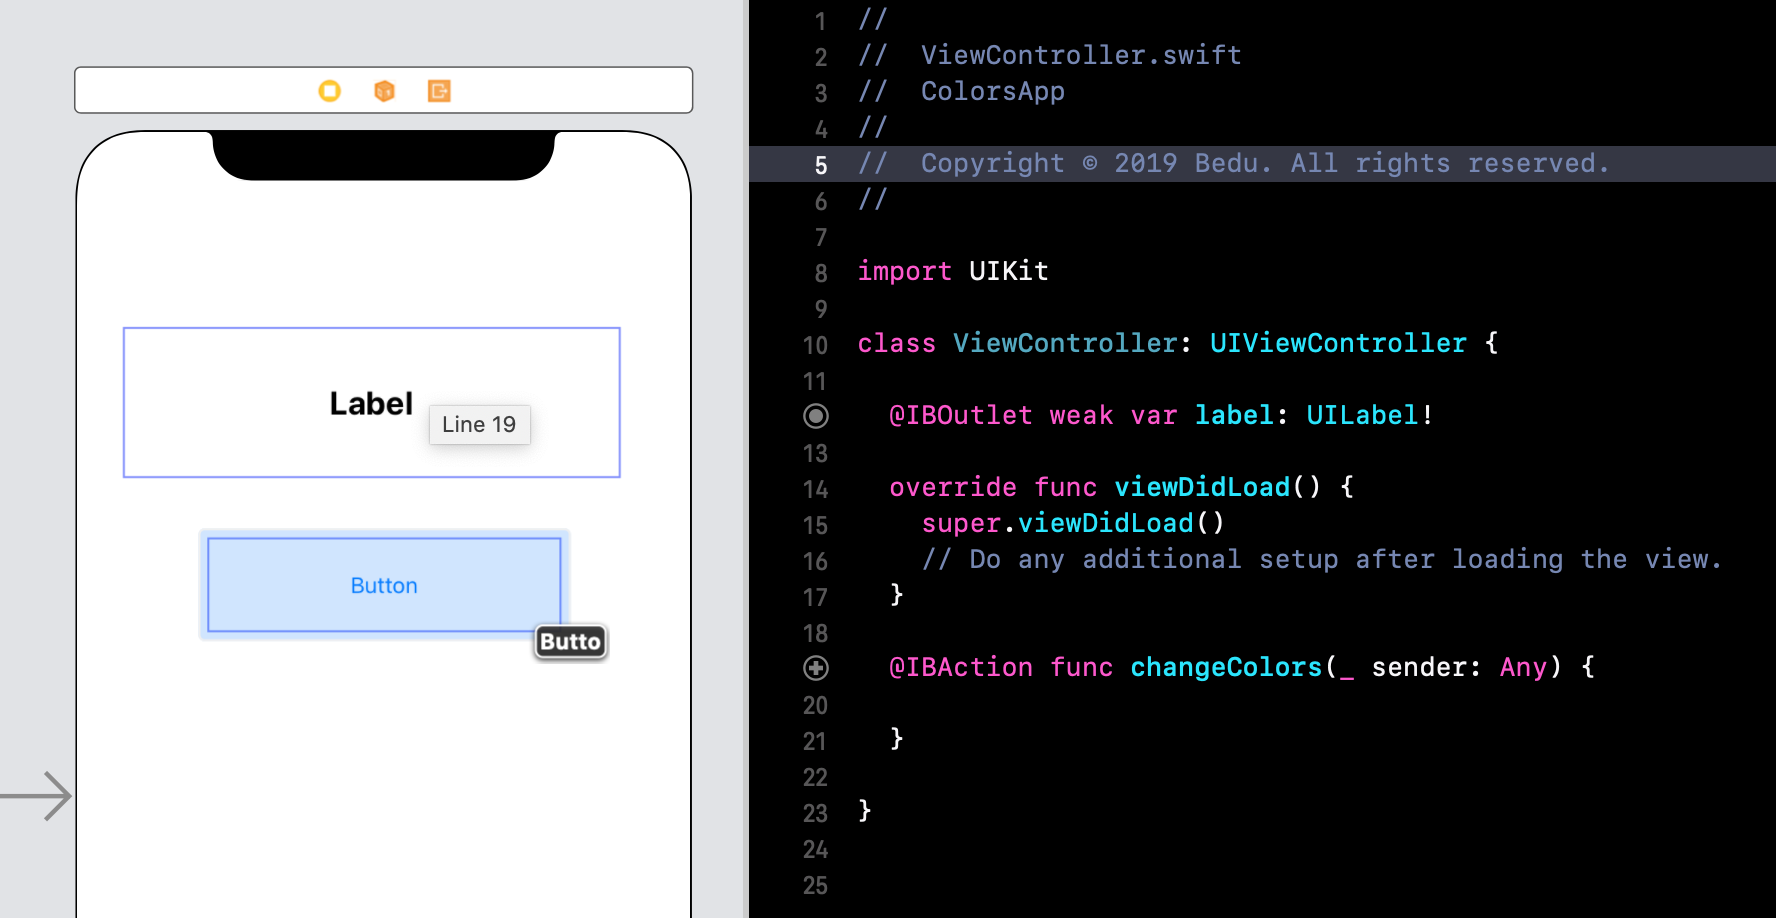 Label
Line 19
Button
Butto
1 //
2 //  ViewController.swift
3 //  ColorsApp
4 //
5 //  Copyright © 2019 Bedu. All rights reserved.
6 //
7
8 import UIKit
9
10 class ViewController: UIViewController {
11
@IBOutlet weak var label: UILabel!
13
14   override func viewDidLoad() {
15     super.viewDidLoad()
16     // Do any additional setup after loading the view.
17   }
18
@IBAction func changeColors(_ sender: Any) {
20
21   }
22
23 }
24
25